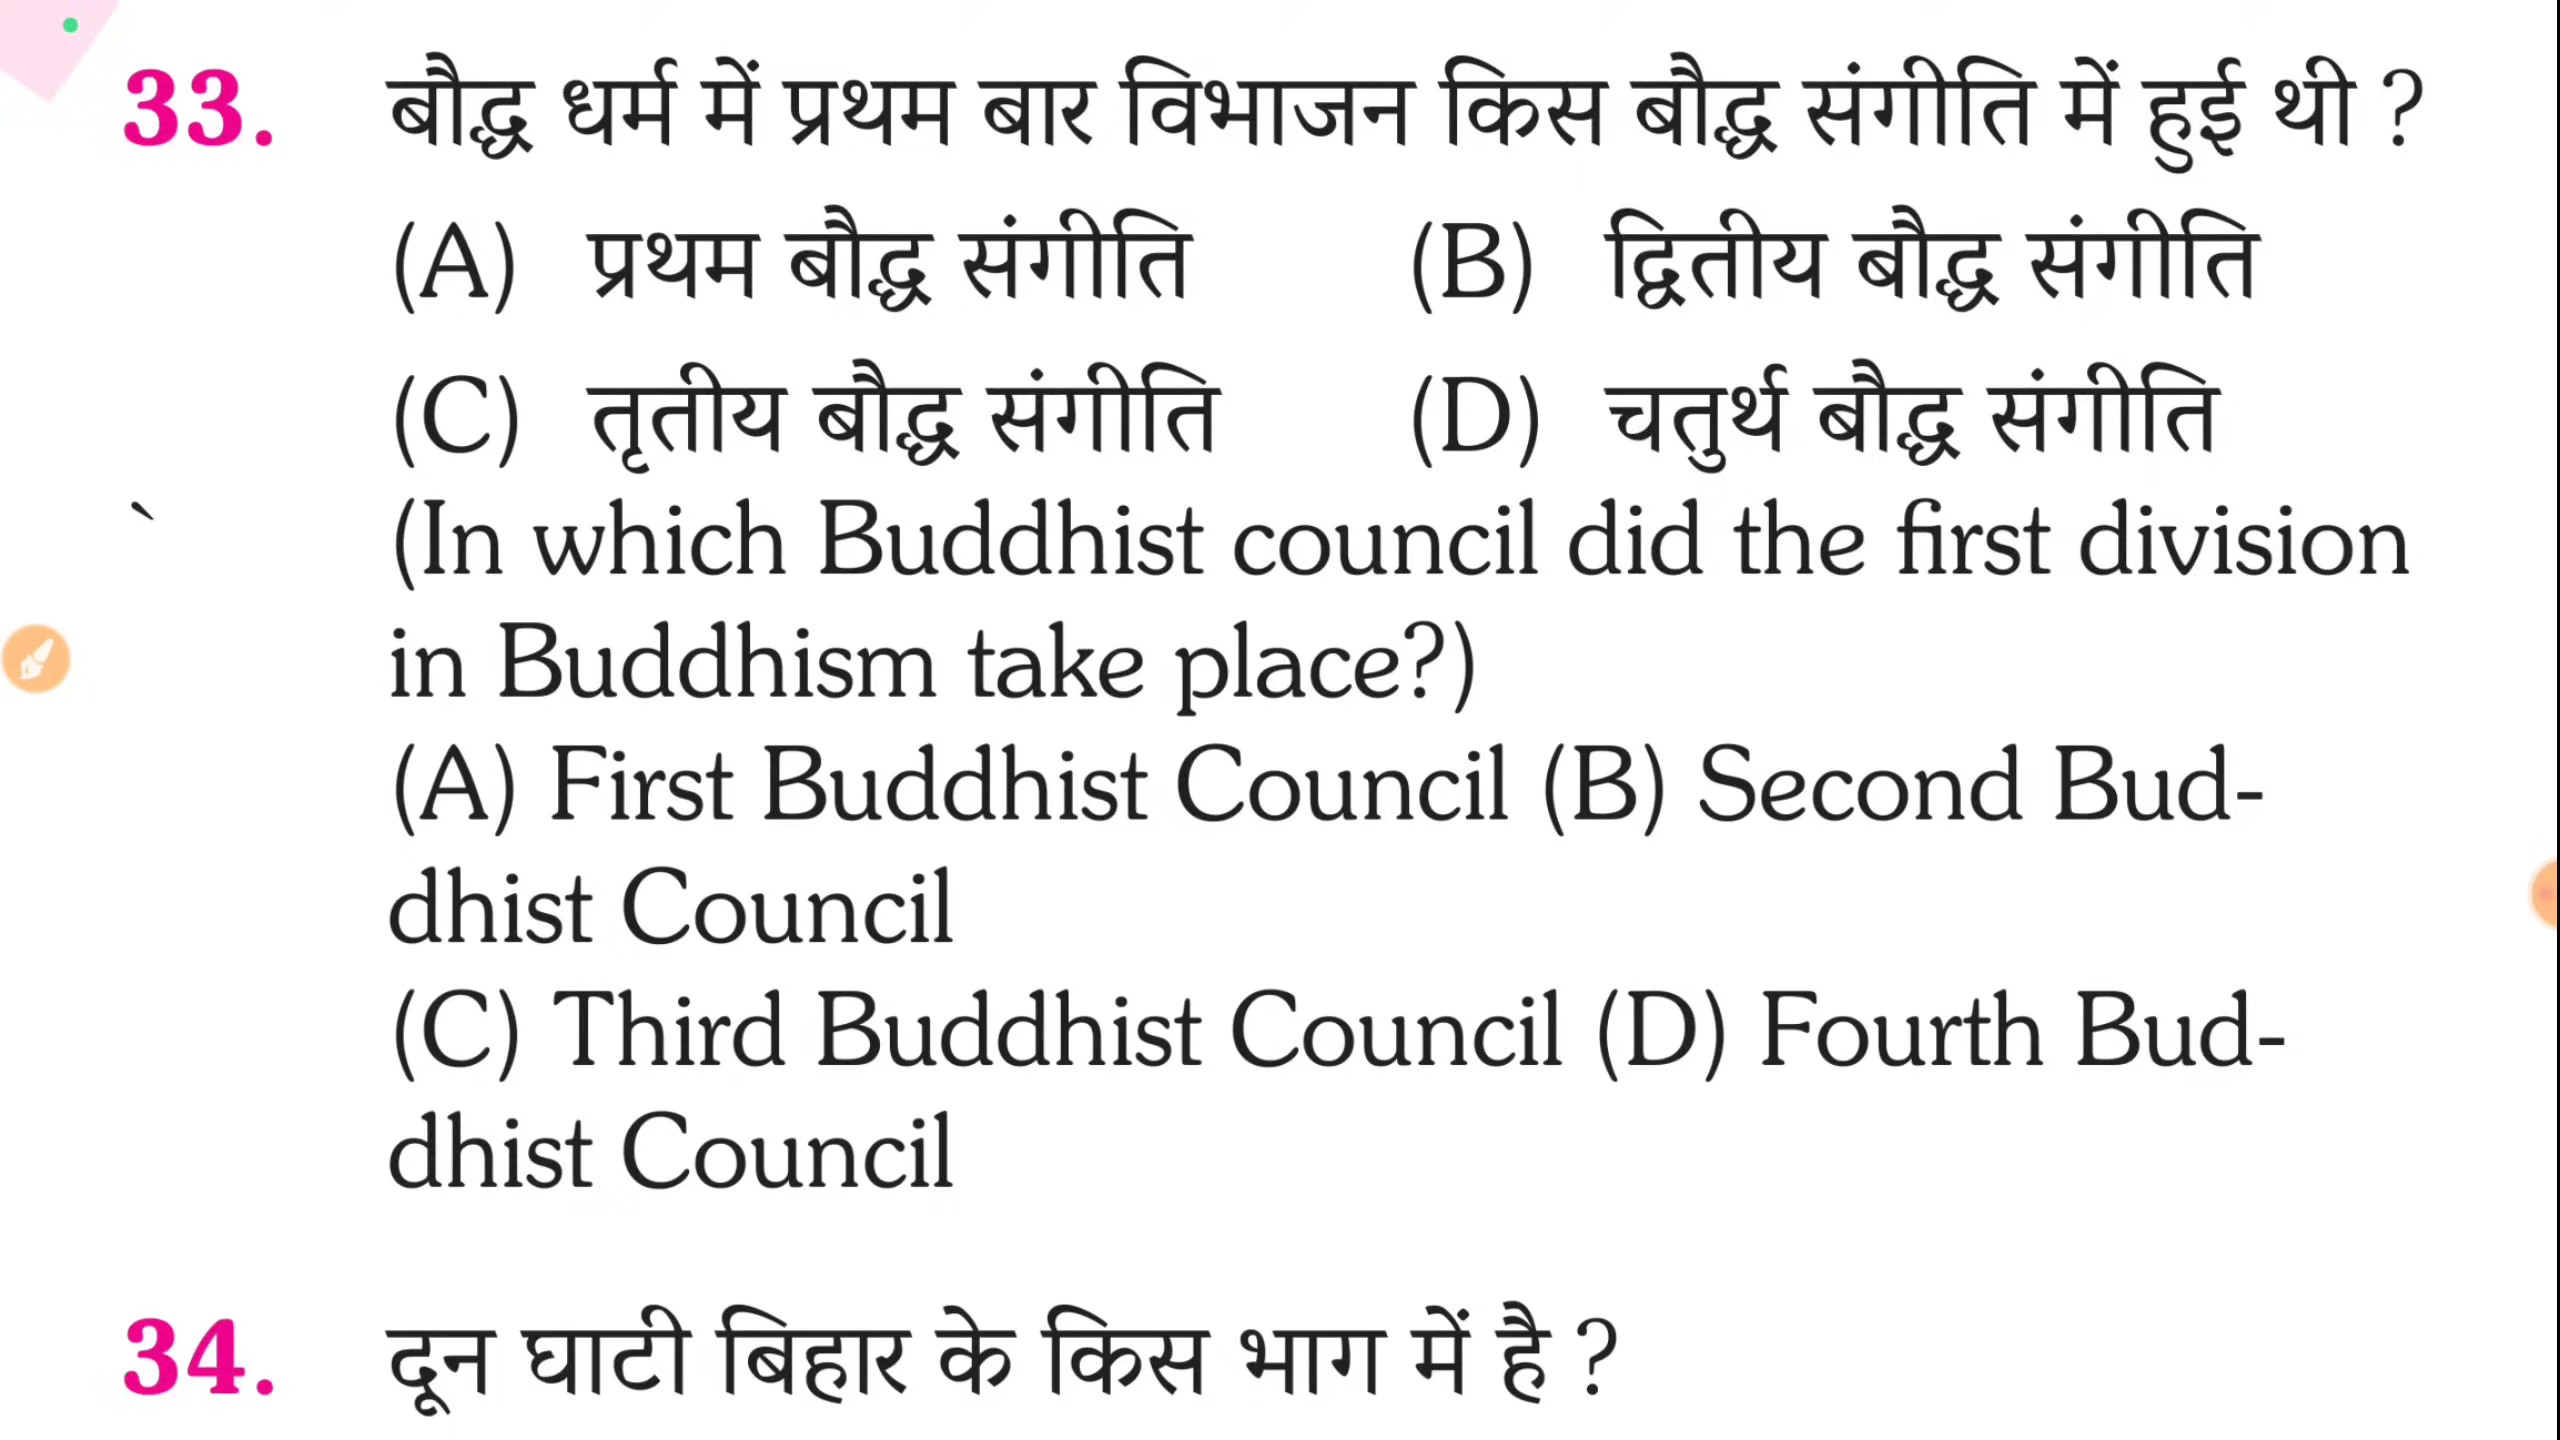 33. बौद्ध धर्म में प्रथम बार विभाजन किस बौद्ध संगीति में हुई थी ?
(A) प्रथम बौद्ध संगीति (B) द्वितीय बौद्ध संगीति
(C) तृतीय बौद्ध संगीति (D) चतुर्थ बौद्ध संगीति
(In which Buddhist council did the first division
in Buddhism take place?)
(A) First Buddhist Council (B) Second Bud-
dhist Council
(C) Third Buddhist Council (D) Fourth Bud-
dhist Council
34. दून घाटी बिहार के किस भाग में है ?